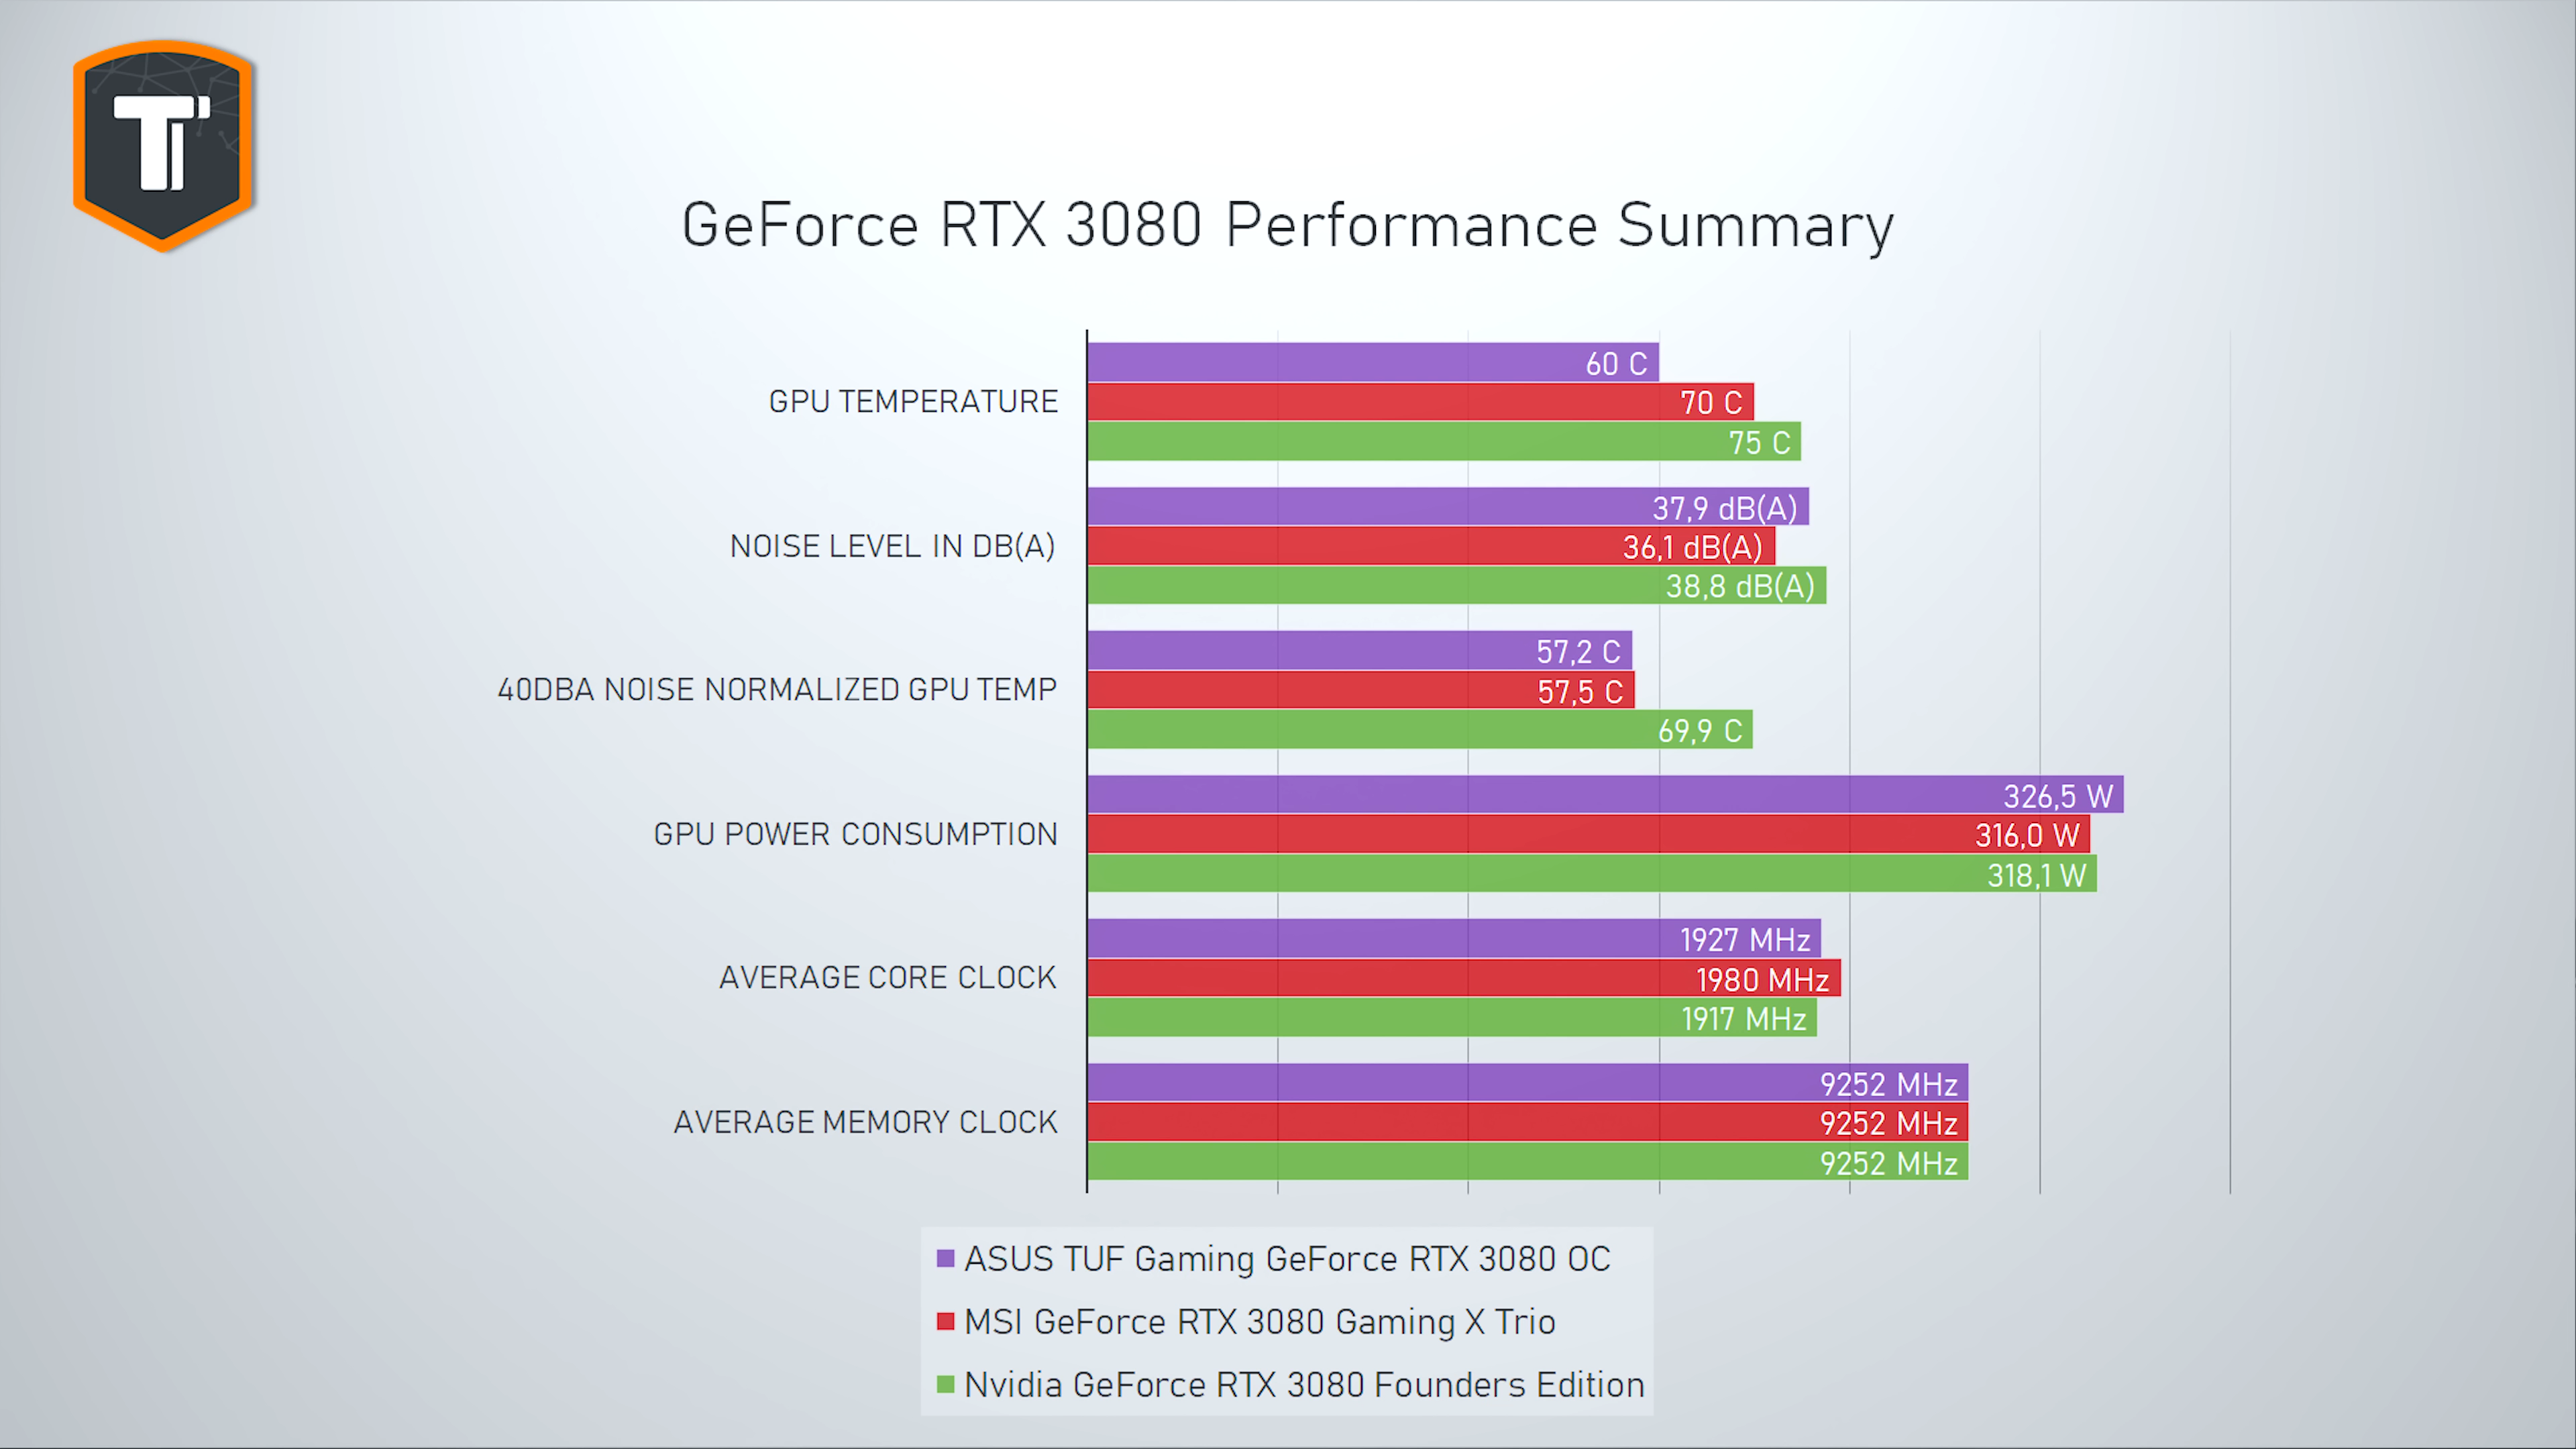 GeForce RTX 3080 Performance Summary
GPU TEMPERATURE
60 C
70 C
75 C
NOISE LEVEL IN DB(A)
37,9 dB(A)
36,1 dB(A)
38,8 dB(A)
40DBA NOISE NORMALIZED GPU TEMP
57,2 C
57,5 C
69,9 C
GPU POWER CONSUMPTION
326,5 W
316,0 W
318,1 W
AVERAGE CORE CLOCK
1927 MHz
1980 MHz
1917 MHz
AVERAGE MEMORY CLOCK
9252 MHz
9252 MHz
9252 MHz
ASUS TUF Gaming GeForce RTX 3080 OC
MSI GeForce RTX 3080 Gaming X Trio
Nvidia GeForce RTX 3080 Founders Edition